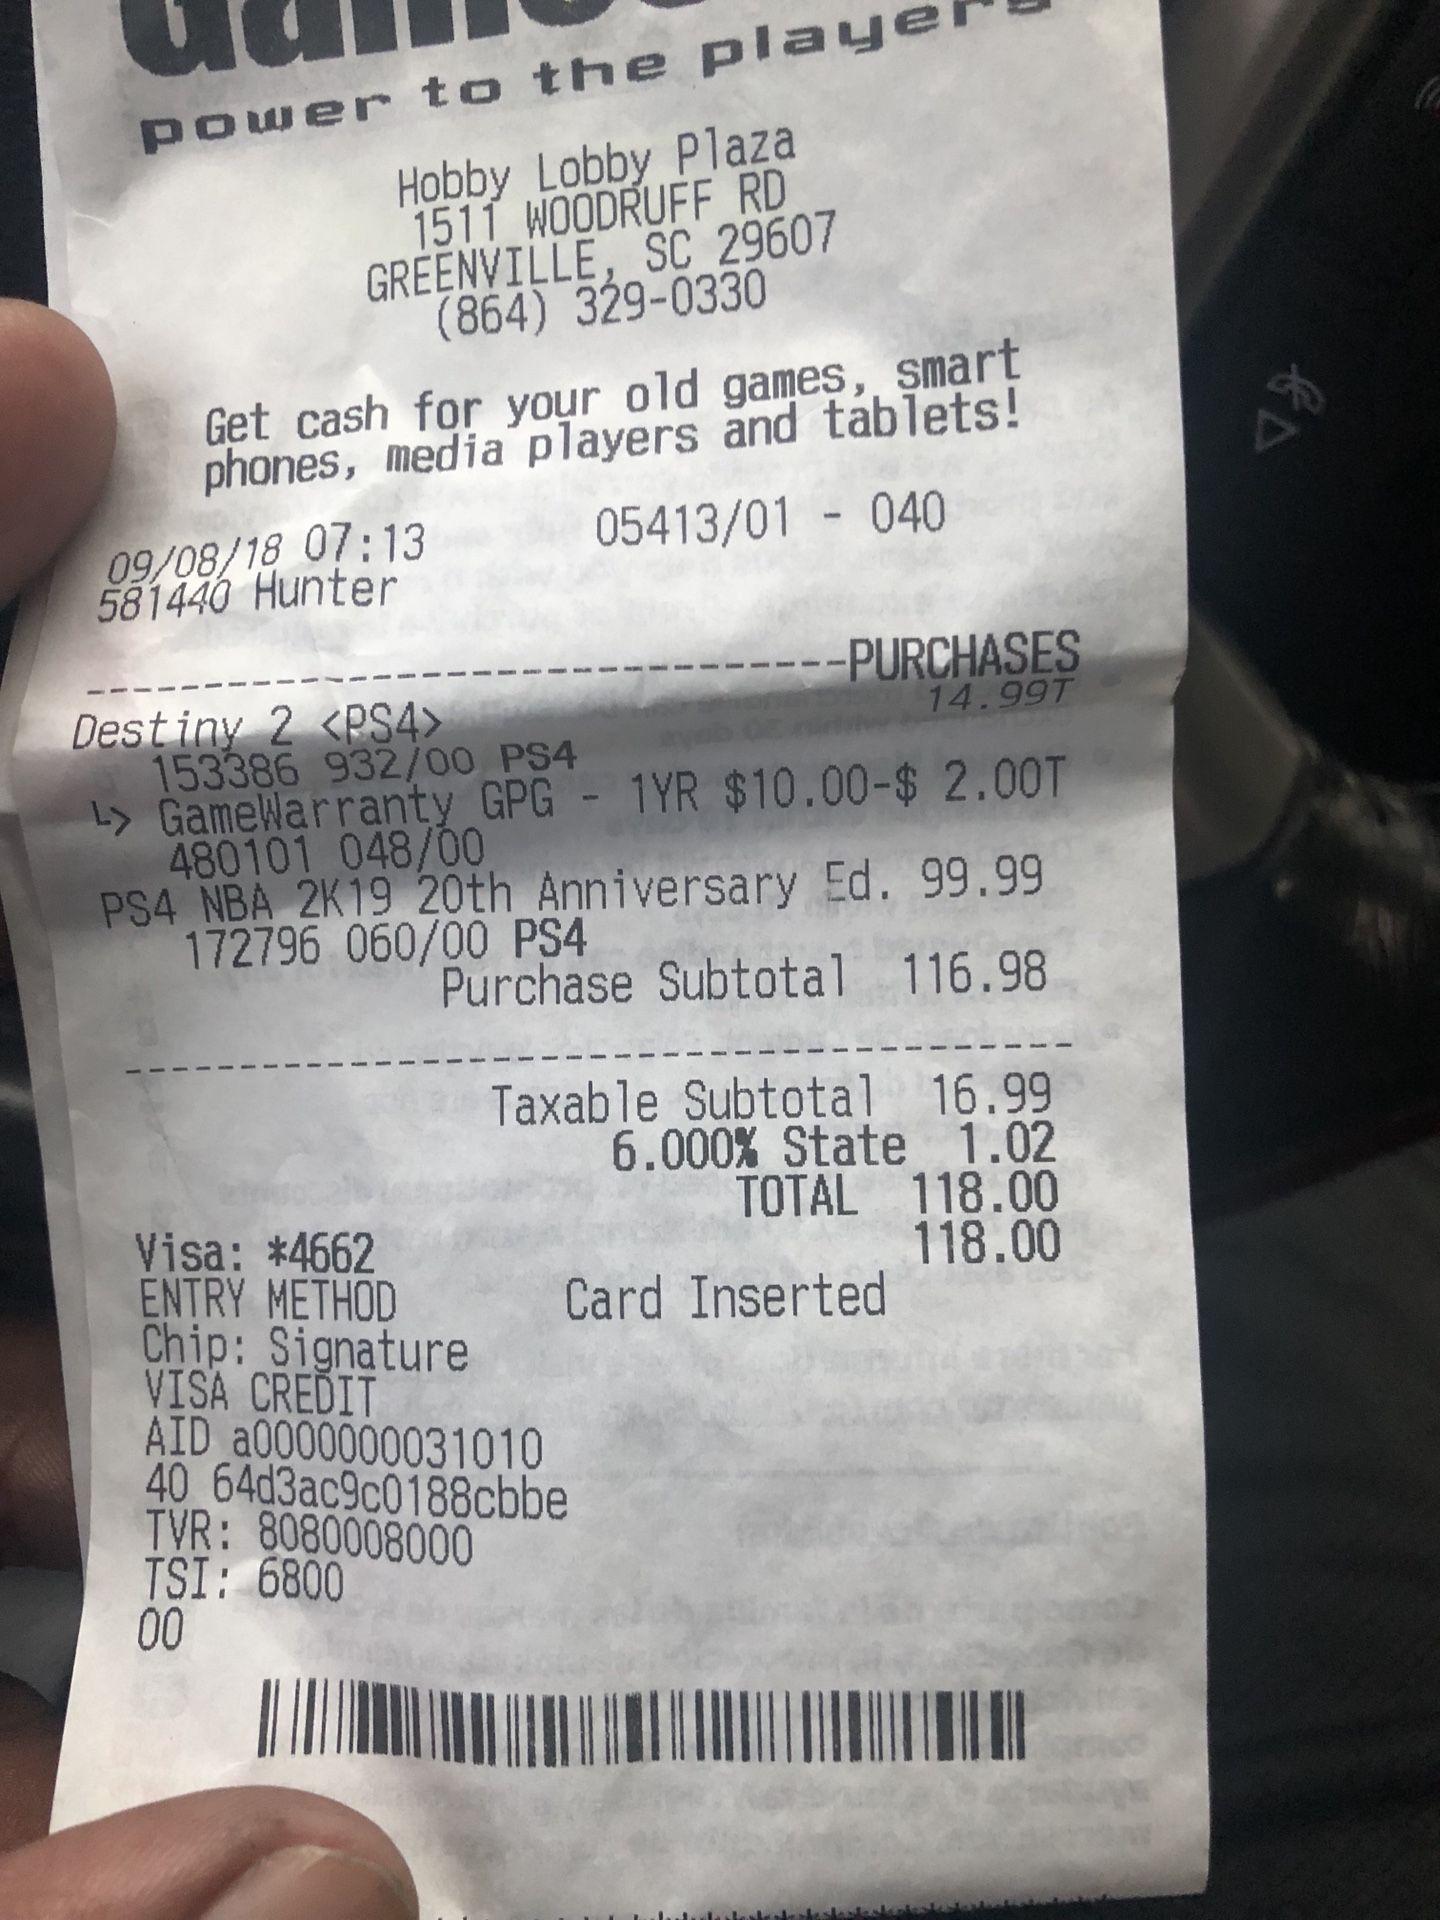 power to the players
Hobby Lobby Plaza
1511 WOODRUFF RD
GREENVILLE, SC 29607
(864) 329-0330
Get cash for your old games, smart
phones, media players and tablets!
09/08/18 07:13 05413/01 - 040
581440 Hunter
--------------------------------PURCHASES
Destiny 2 <PS4> 14.99T
153386 932/00 PS4
↳ GameWarranty GPG - 1YR $10.00-$ 2.00T
480101 048/00
PS4 NBA 2K19 20th Anniversary Ed. 99.99
172796 060/00 PS4
Purchase Subtotal 116.98
-----------------------------------------
Taxable Subtotal 16.99
6.000% State 1.02
TOTAL 118.00
Visa: *4662 118.00
ENTRY METHOD Card Inserted
Chip: Signature
VISA CREDIT
AID a0000000031010
40 64d3ac9c0188cbbe
TVR: 8080008000
TSI: 6800
00